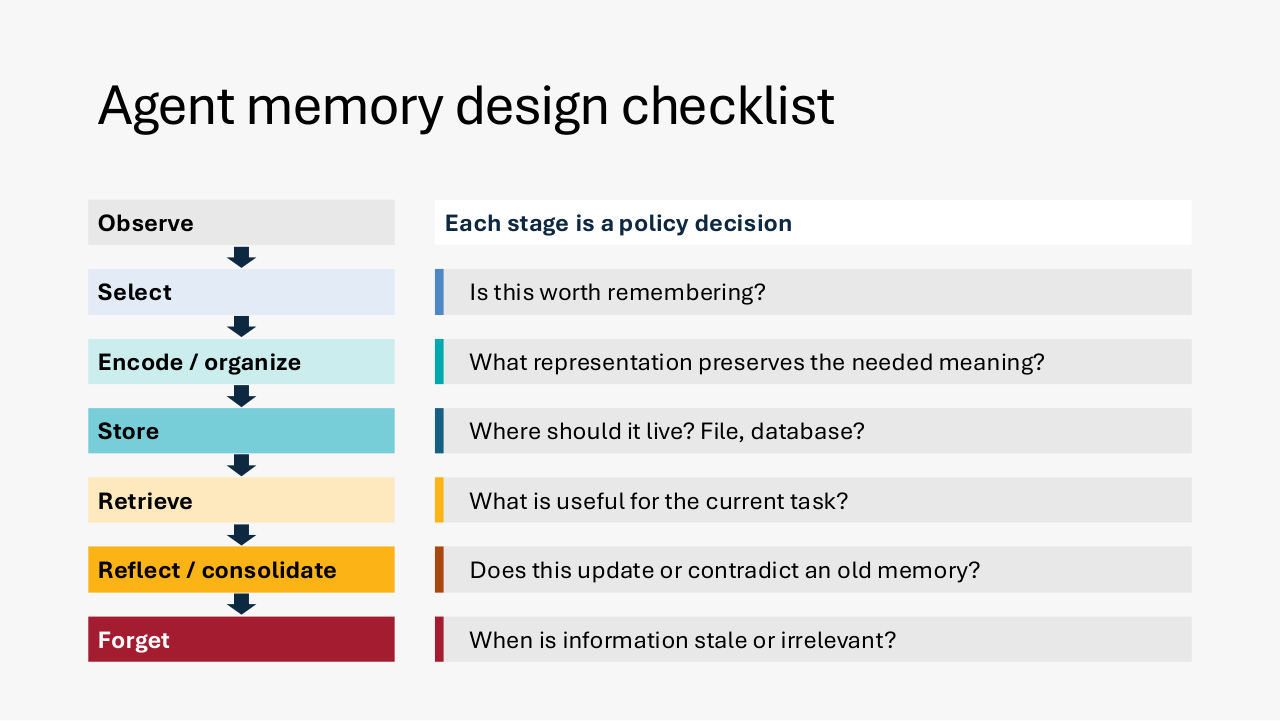 Agent memory design checklist
Observe
Each stage is a policy decision
Select
Is this worth remembering?
Encode / organize
What representation preserves the needed meaning?
Store
Where should it live? File, database?
Retrieve
What is useful for the current task?
Reflect / consolidate
Does this update or contradict an old memory?
Forget
When is information stale or irrelevant?